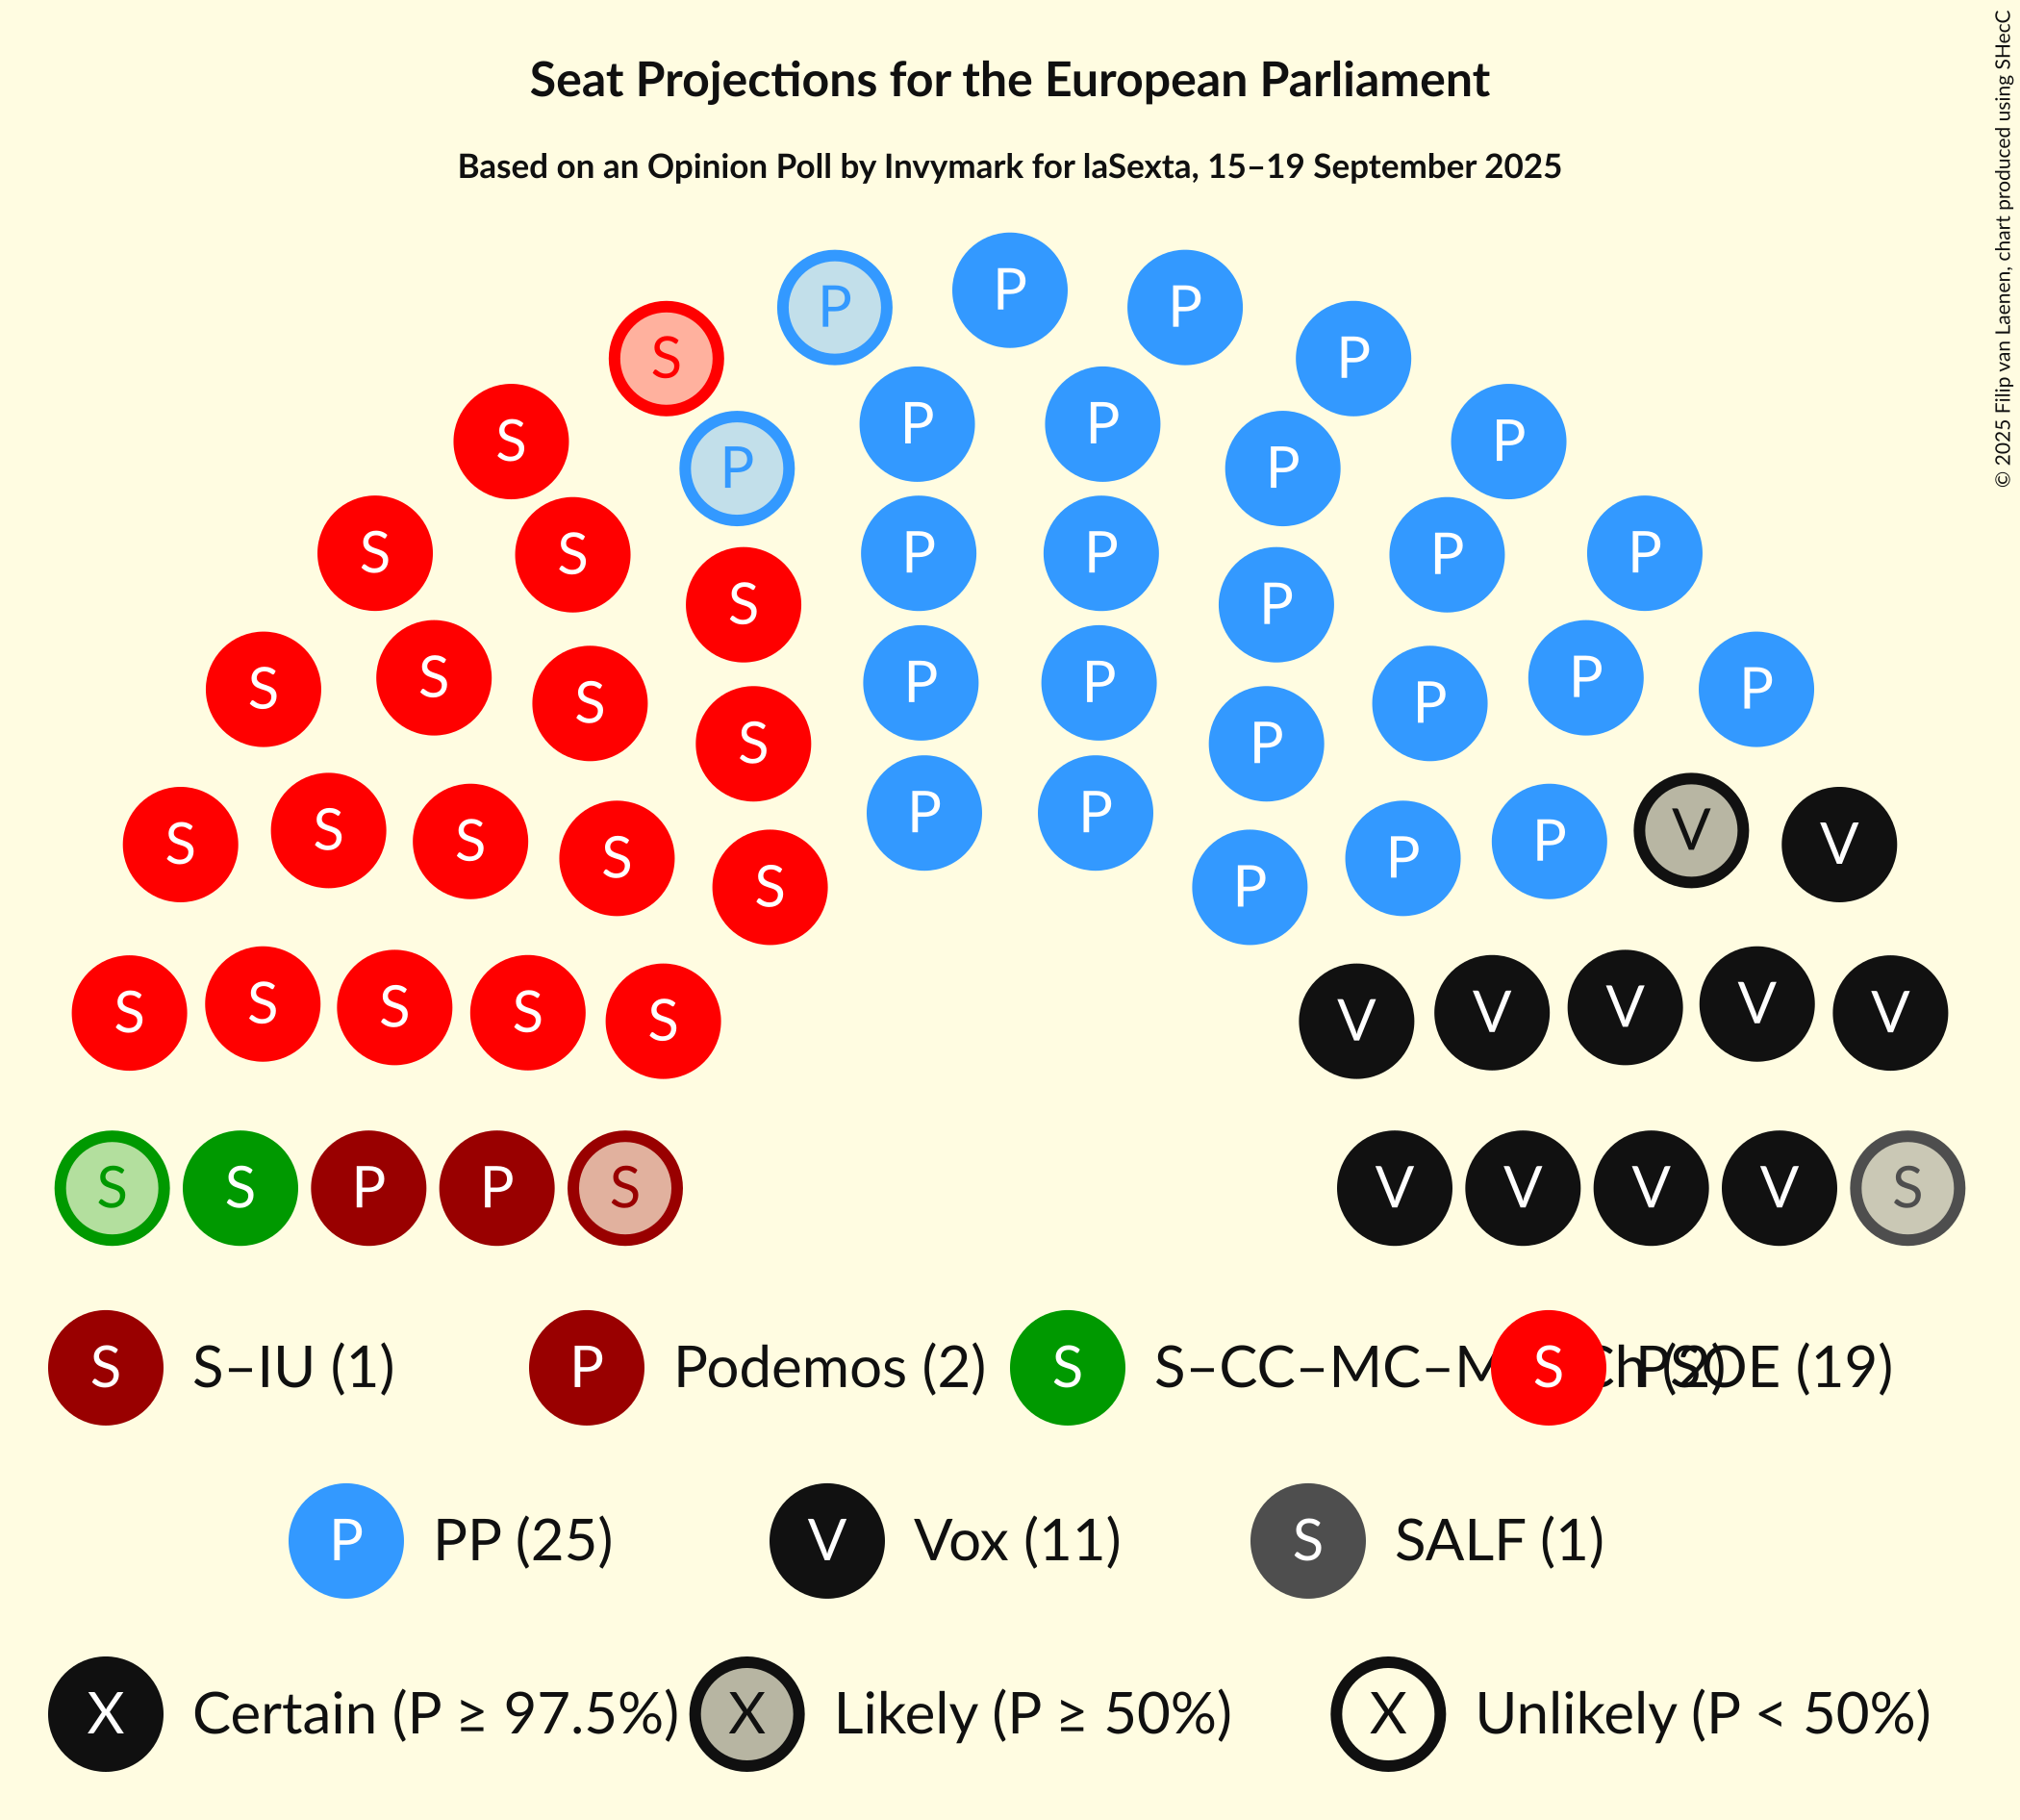 Seat Projections for the European Parliament
Based on an Opinion Poll by Invymark for laSexta, 15–19 September 2025
© 2025 Filip van Laenen, chart produced using SHecC
P
P P
S P
S P P P
P P P
S P P S
S S P P P
S P P
S S P P
S S P P
S P
S P P V V
S S S P P
S P
S S S S S V V V V V
S S P P S V V V V S
S S–IU (1) P Podemos (2) S S–CC–MC–M S PSOE (19)
P PP (25) V Vox (11) S SALF (1)
X Certain (P ≥ 97.5%) X Likely (P ≥ 50%) X Unlikely (P < 50%)